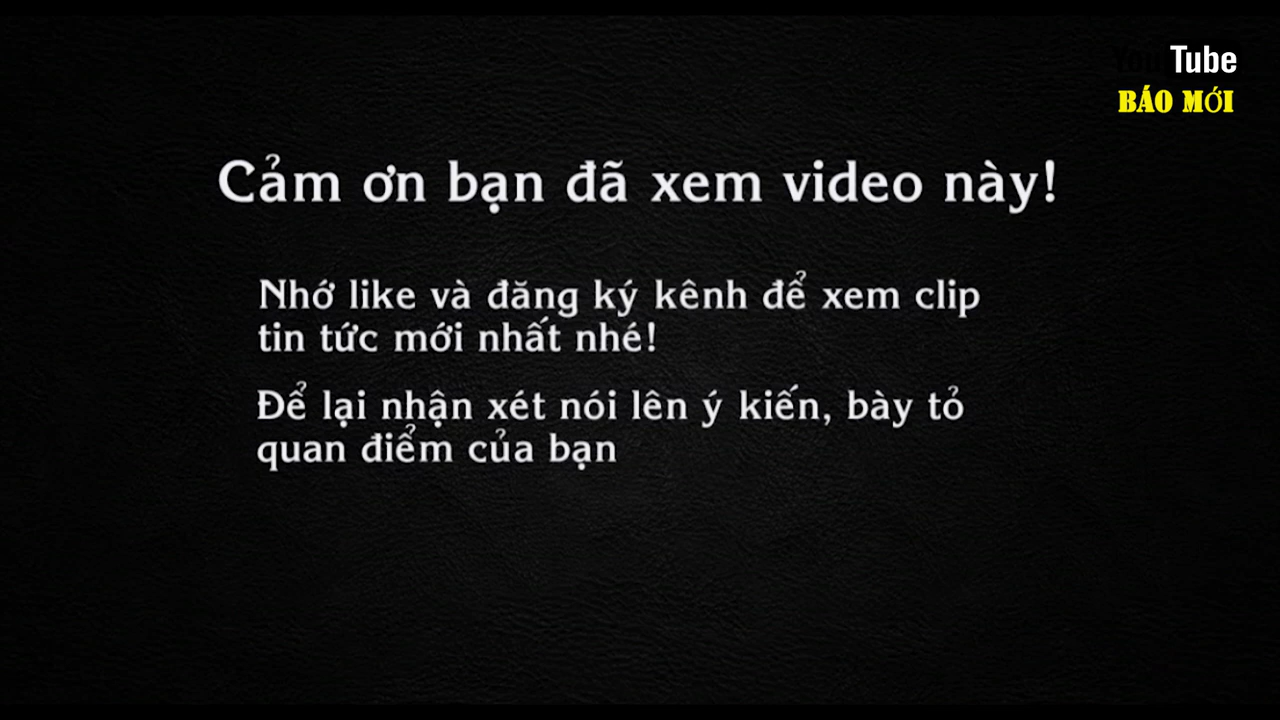 YouTube
BÁO MỚI
Cảm ơn bạn đã xem video này!
Nhớ like và đăng ký kênh để xem clip
tin tức mới nhất nhé!
Để lại nhận xét nói lên ý kiến, bày tỏ
quan điểm của bạn